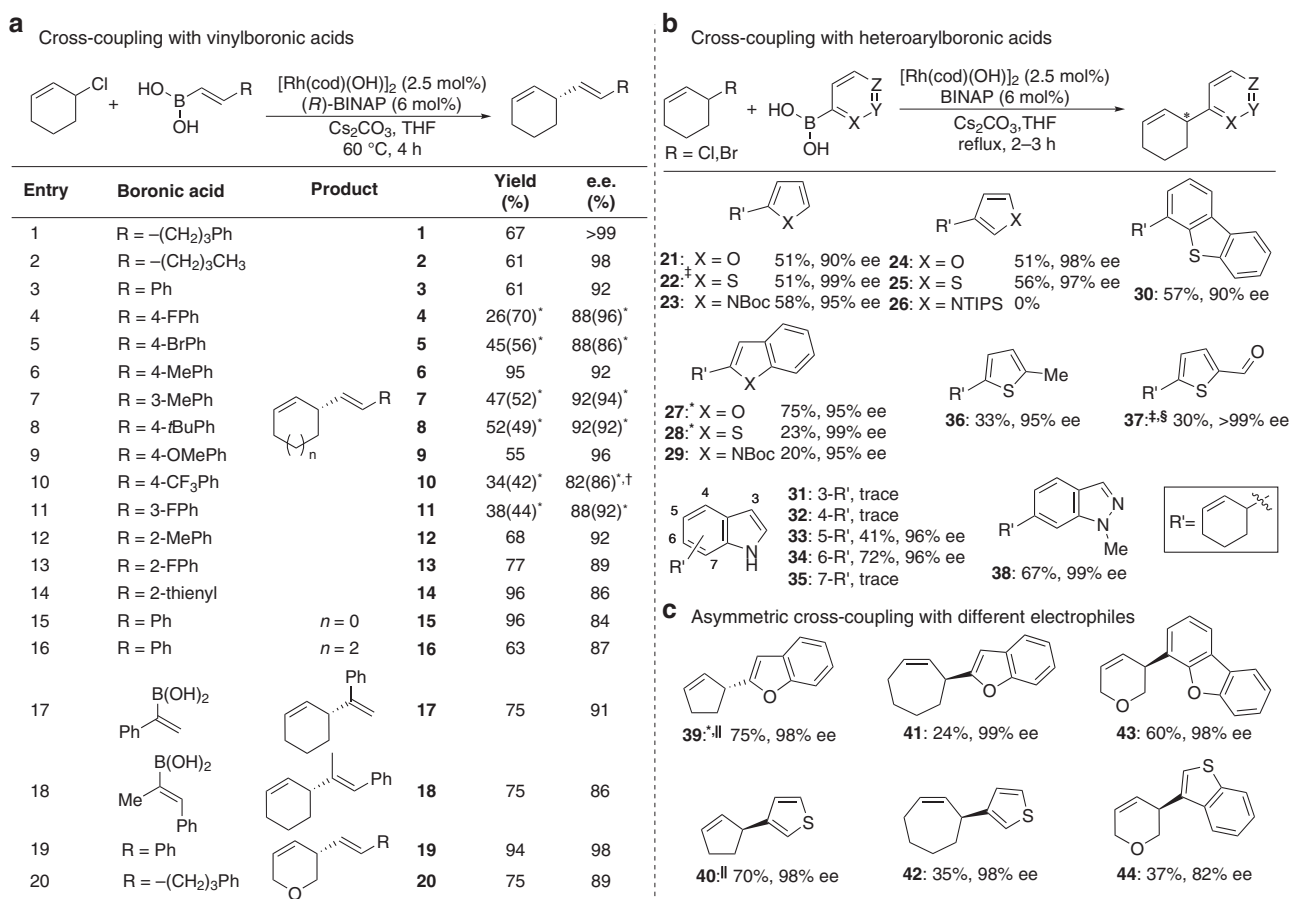 a Cross-coupling with vinylboronic acids
Cl
+
HO
B
OH
R
[Rh(cod)(OH)]2 (2.5 mol%)
(R)-BINAP (6 mol%)
Cs2CO3, THF
60 °C, 4 h
R
Entry Boronic acid Product Yield (%) e.e. (%)
1 R = –(CH2)3Ph 1 67 >99
2 R = –(CH2)3CH3 2 61 98
3 R = Ph 3 61 92
4 R = 4-FPh 4 26(70)* 88(96)*
5 R = 4-BrPh 5 45(56)* 88(86)*
6 R = 4-MePh 6 95 92
7 R = 3-MePh 7 47(52)* 92(94)*
8 R = 4-tBuPh 8 52(49)* 92(92)*
9 R = 4-OMePh 9 55 96
10 R = 4-CF3Ph 10 34(42)* 82(86)*,†
11 R = 3-FPh 11 38(44)* 88(92)*
12 R = 2-MePh 12 68 92
13 R = 2-FPh 13 77 89
14 R = 2-thienyl 14 96 86
15 R = Ph n = 0 15 96 84
16 R = Ph n = 2 16 63 87
R
( )n
17 B(OH)2 Ph Ph 17 75 91
18 B(OH)2 Me Ph Ph 18 75 86
19 R = Ph 19 94 98
20 R = –(CH2)3Ph 20 75 89
R
O
b Cross-coupling with heteroarylboronic acids
R
R = Cl,Br
+
HO
B
OH
X
Y
Z
[Rh(cod)(OH)]2 (2.5 mol%)
BINAP (6 mol%)
Cs2CO3,THF
reflux, 2–3 h
*
X
Y
Z
R' X
21: X = O 51%, 90% ee
22:‡ X = S 51%, 99% ee
23: X = NBoc 58%, 95% ee
R' X
24: X = O 51%, 98% ee
25: X = S 56%, 97% ee
26: X = NTIPS 0%
R' S
30: 57%, 90% ee
R' X
27:* X = O 75%, 95% ee
28:* X = S 23%, 99% ee
29: X = NBoc 20%, 95% ee
R' S Me
36: 33%, 95% ee
R' S O
37:‡,§ 30%, >99% ee
4
3
5
6
7
R'
N
H
31: 3-R', trace
32: 4-R', trace
33: 5-R', 41%, 96% ee
34: 6-R', 72%, 96% ee
35: 7-R', trace
R' N N Me
38: 67%, 99% ee
R'=
c Asymmetric cross-coupling with different electrophiles
O
39:*,‖ 75%, 98% ee
O
41: 24%, 99% ee
O
O
43: 60%, 98% ee
S
40:‖ 70%, 98% ee
S
42: 35%, 98% ee
S
O
44: 37%, 82% ee